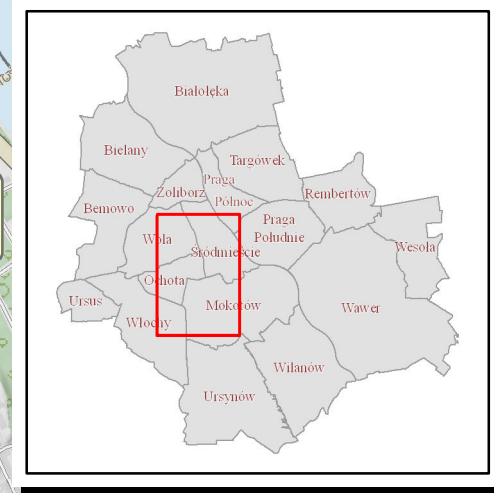 Białołęka
Bielany
Targówek
Praga
Północ
Żoliborz
Rembertów
Bemowo
Praga
Południe
Wola
Śródmieście
Wesoła
Ochota
Ursus
Mokotów
Wawer
Włochy
Wilanów
Ursynów